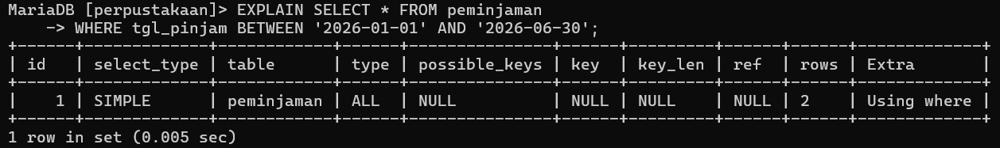 MariaDB [perpustakaan]> EXPLAIN SELECT * FROM peminjaman
    -> WHERE tgl_pinjam BETWEEN '2026-01-01' AND '2026-06-30';
+------+-------------+------------+------+---------------+------+---------+------+------+-------------+
| id   | select_type | table      | type | possible_keys | key  | key_len | ref  | rows | Extra       |
+------+-------------+------------+------+---------------+------+---------+------+------+-------------+
|    1 | SIMPLE      | peminjaman | ALL  | NULL          | NULL | NULL    | NULL | 2    | Using where |
+------+-------------+------------+------+---------------+------+---------+------+------+-------------+
1 row in set (0.005 sec)